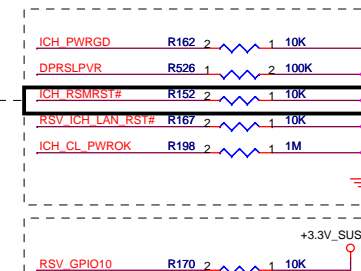 ICH_PWRGD R162 2 1 10K
DPRSLPVR R526 1 2 100K
ICH_RSMRST# R152 2 1 10K
RSV_ICH_LAN_RST# R167 2 1 10K
ICH_CL_PWROK R198 2 1 1M
+3.3V_SUS
RSV_GPIO10 R170 2 1 10K